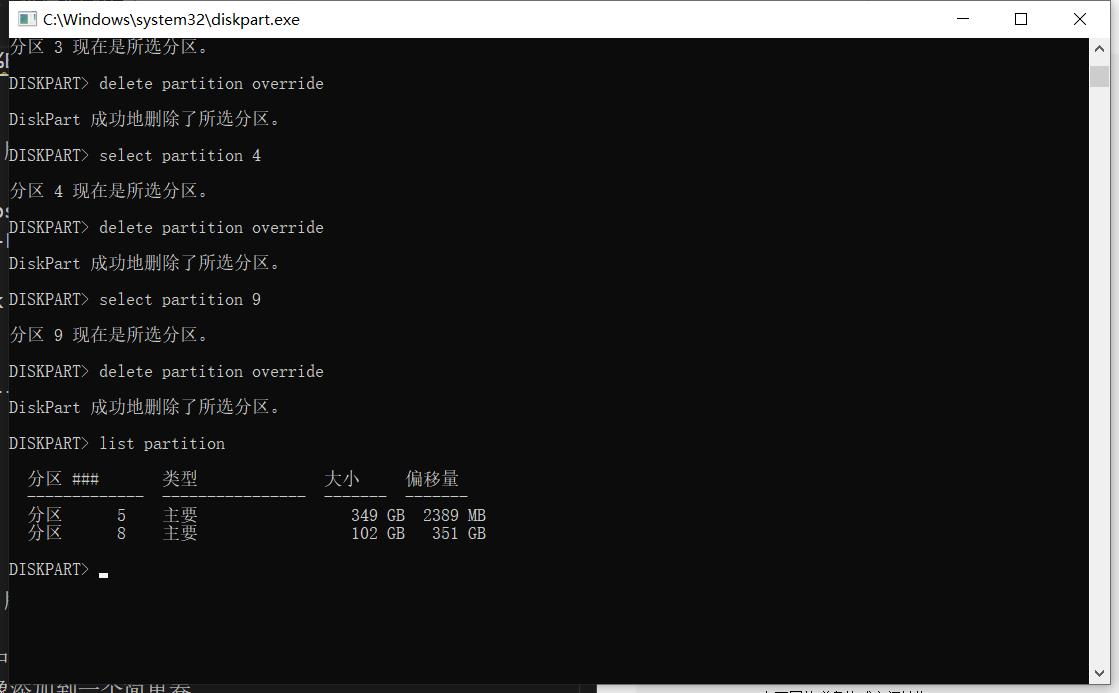 C:\Windows\system32\diskpart.exe
分区 3 现在是所选分区。
DISKPART> delete partition override
DiskPart 成功地删除了所选分区。
DISKPART> select partition 4
分区 4 现在是所选分区。
DISKPART> delete partition override
DiskPart 成功地删除了所选分区。
DISKPART> select partition 9
分区 9 现在是所选分区。
DISKPART> delete partition override
DiskPart 成功地删除了所选分区。
DISKPART> list partition
分区 ### 类型 大小 偏移量
------------- ---------------- ------- -------
分区 5 主要 349 GB 2389 MB
分区 8 主要 102 GB 351 GB
DISKPART>